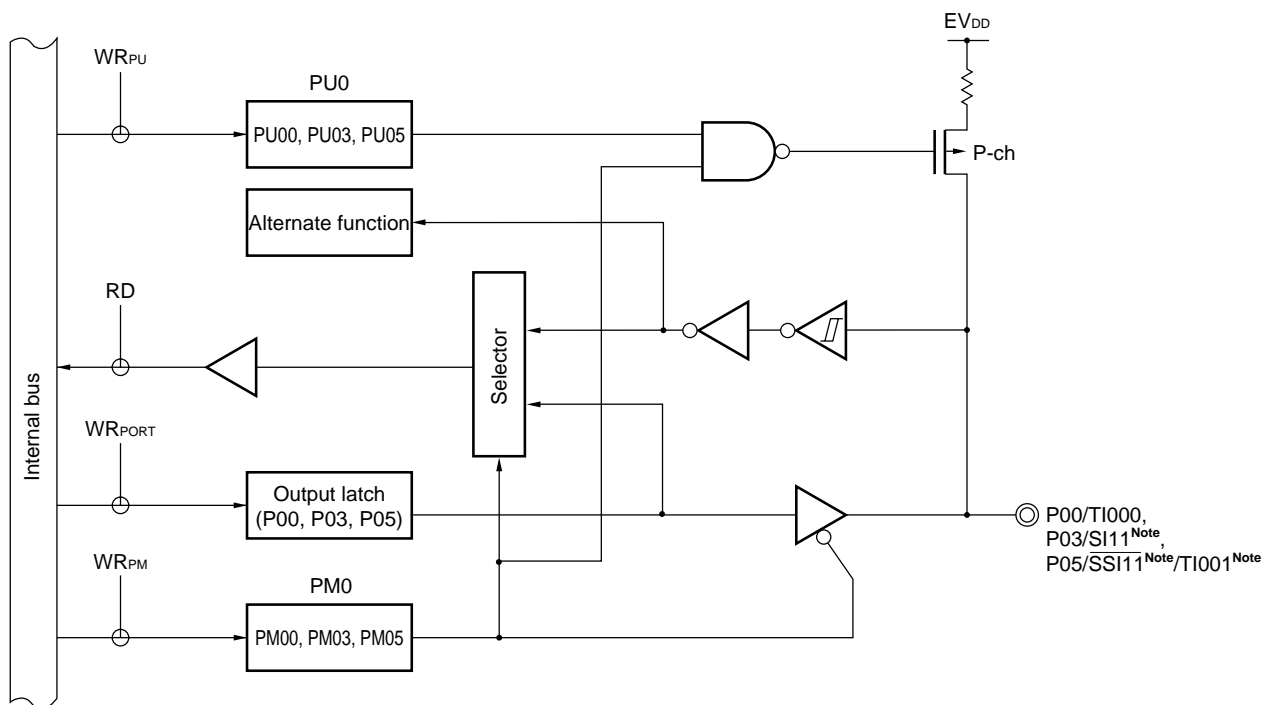 EVDD
WRPU
PU0
PU00, PU03, PU05
P-ch
Alternate function
RD
Selector
Internal bus
WRPORT
Output latch
(P00, P03, P05)
P00/TI000,
P03/SI11Note,
P05/SSI11Note/TI001Note
WRPM
PM0
PM00, PM03, PM05